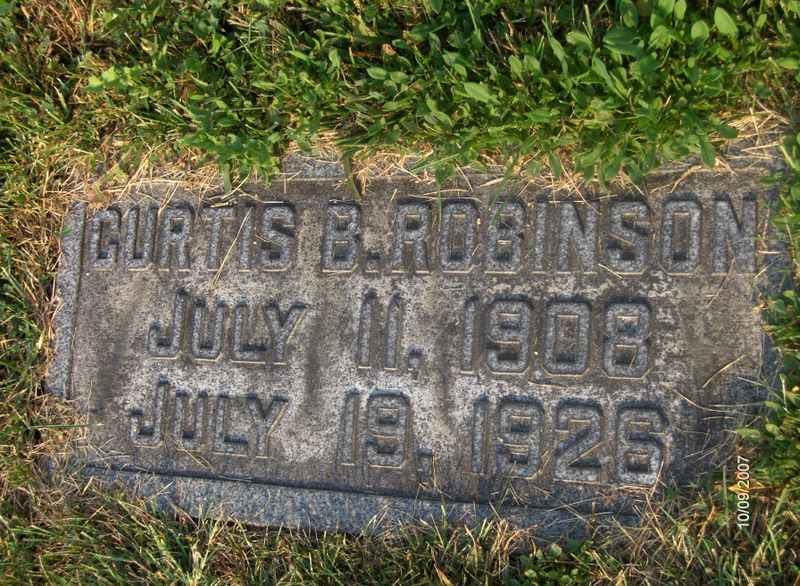 CURTIS B. ROBINSON
JULY 11, 1908
JULY 19, 1926
10/09/2007